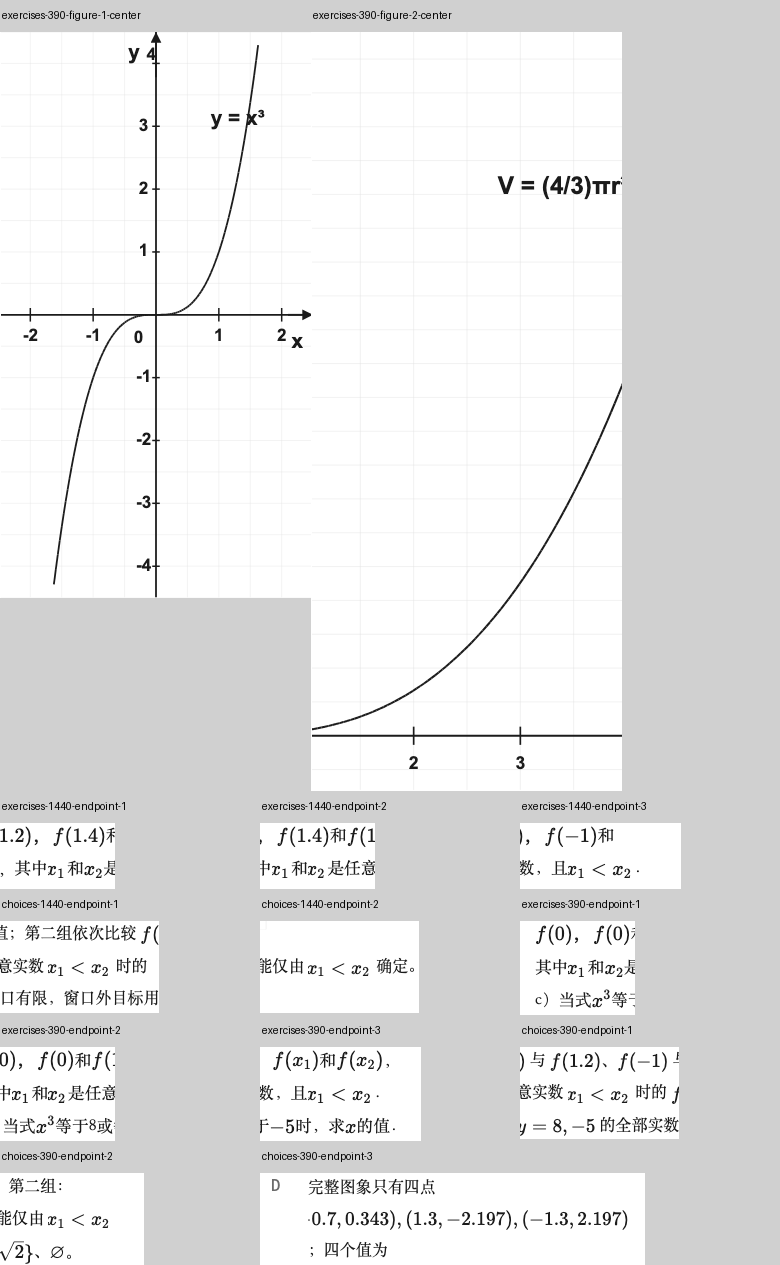 exercises-390-figure-1-center
exercises-390-figure-2-center
y 4
y = x³
3
2
1
-2 -1 0 1 2 x
-1
-2
-3
-4
V = (4/3)πr
2 3
exercises-1440-endpoint-1
exercises-1440-endpoint-2
exercises-1440-endpoint-3
1.2), f(1.4)和
, 其中x₁和x₂是
, f(1.4)和f(1
中x₁和x₂是任意
), f(−1)和
数, 且x₁ < x₂ .
choices-1440-endpoint-1
choices-1440-endpoint-2
exercises-390-endpoint-1
值; 第二组依次比较 f(
意实数 x₁ < x₂ 时的
口有限, 窗口外目标用
能仅由 x₁ < x₂ 确定。
f(0), f(0)
其中x₁和x₂是
c) 当式x³等于
exercises-390-endpoint-2
exercises-390-endpoint-3
choices-390-endpoint-1
0), f(0)和f(1
中x₁和x₂是任意
当式x³等于8或
f(x₁)和f(x₂),
数, 且x₁ < x₂ .
于−5时, 求x的值.
) 与 f(1.2)、f(−1) 与
意实数 x₁ < x₂ 时的 f
y = 8, −5 的全部实数
choices-390-endpoint-2
choices-390-endpoint-3
第二组:
能仅由 x₁ < x₂
√2}、∅。
D 完整图象只有四点
0.7, 0.343), (1.3, −2.197), (−1.3, 2.197)
; 四个值为